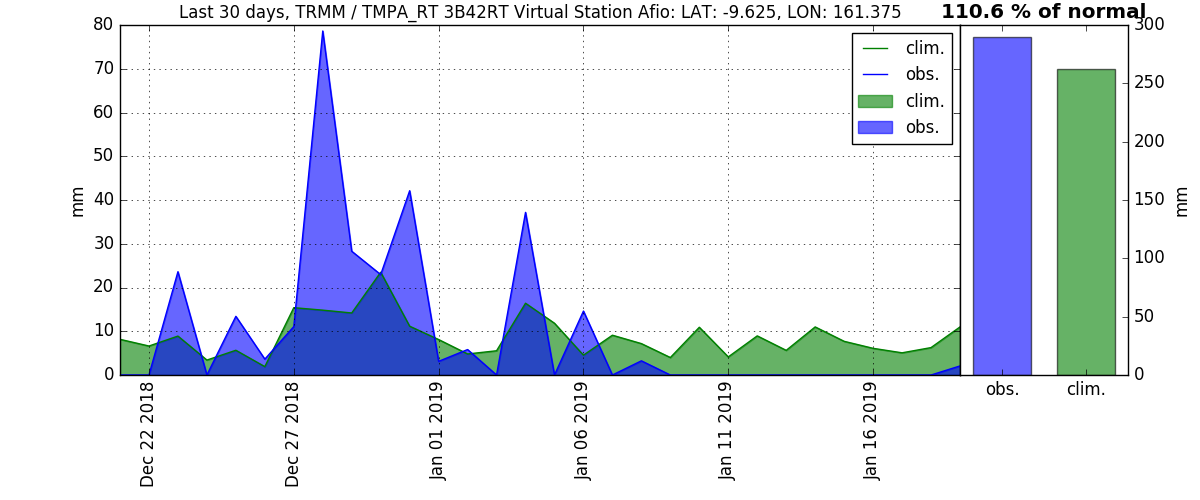 Last 30 days, TRMM / TMPA_RT 3B42RT Virtual Station Afio: LAT: -9.625, LON: 161.375
110.6 % of normal
80
70
60
50
40
30
20
10
0
mm
clim.
obs.
clim.
obs.
Dec 22 2018
Dec 27 2018
Jan 01 2019
Jan 06 2019
Jan 11 2019
Jan 16 2019
300
250
200
150
100
50
0
mm
obs.
clim.